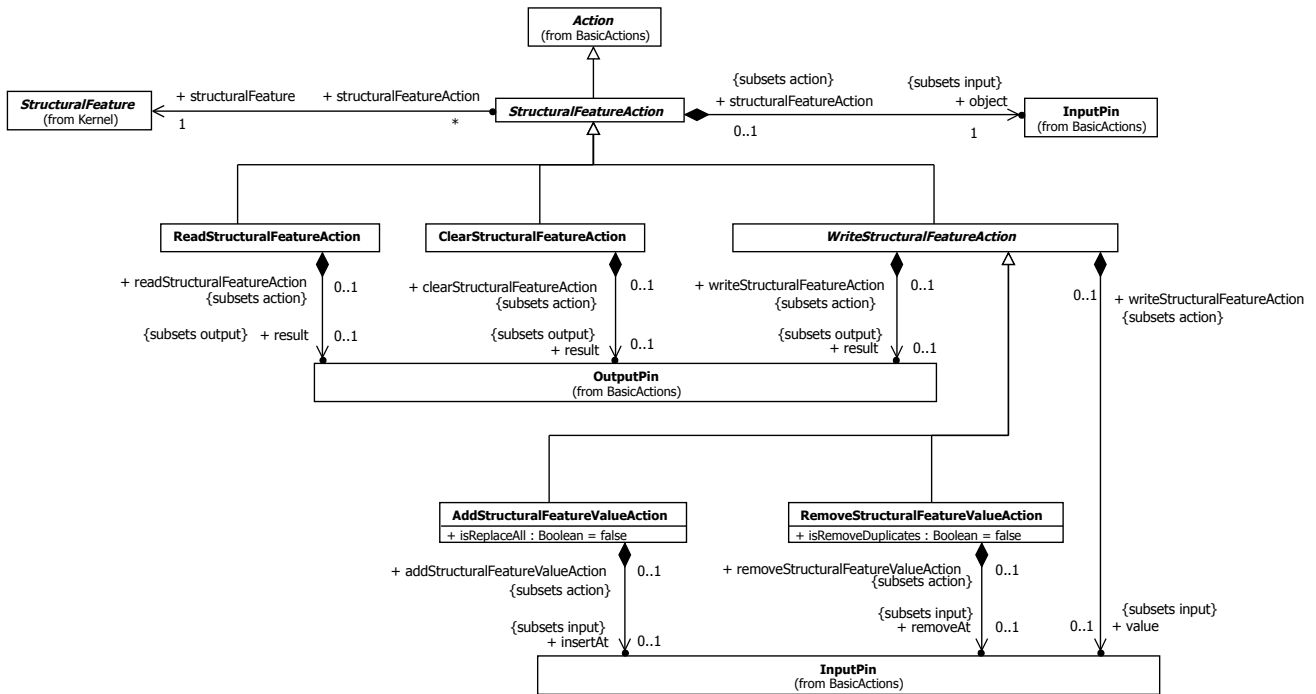 Action
(from BasicActions)
StructuralFeature
(from Kernel)
+ structuralFeature
1
+ structuralFeatureAction
*
StructuralFeatureAction
{subsets action}
+ structuralFeatureAction
0..1
{subsets input}
+ object
1
InputPin
(from BasicActions)
ReadStructuralFeatureAction
ClearStructuralFeatureAction
WriteStructuralFeatureAction
+ readStructuralFeatureAction
{subsets action}
0..1
{subsets output}
+ result
0..1
+ clearStructuralFeatureAction
{subsets action}
0..1
{subsets output}
+ result
0..1
+ writeStructuralFeatureAction
{subsets action}
0..1
{subsets output}
+ result
0..1
0..1
+ writeStructuralFeatureAction
{subsets action}
OutputPin
(from BasicActions)
AddStructuralFeatureValueAction
+ isReplaceAll : Boolean = false
RemoveStructuralFeatureValueAction
+ isRemoveDuplicates : Boolean = false
+ addStructuralFeatureValueAction
{subsets action}
0..1
{subsets input}
+ insertAt
0..1
+ removeStructuralFeatureValueAction
{subsets action}
0..1
{subsets input}
+ removeAt
0..1
{subsets input}
0..1
+ value
InputPin
(from BasicActions)